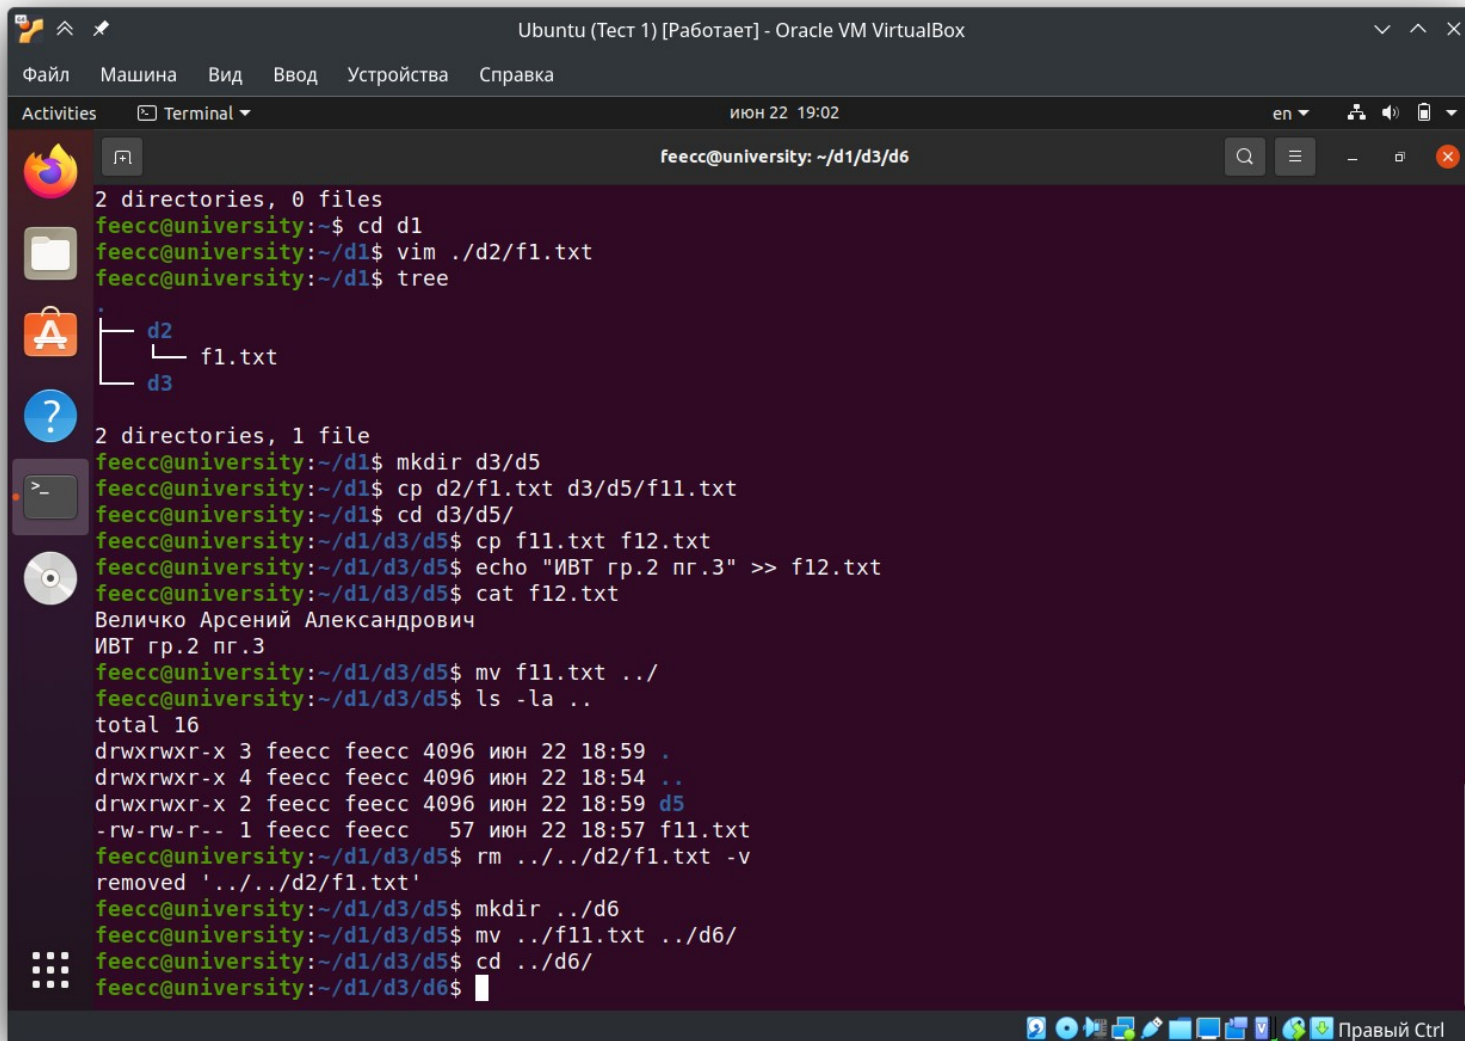 Ubuntu (Тест 1) [Работает] - Oracle VM VirtualBox
Файл Машина Вид Ввод Устройства Справка
Activities Terminal июн 22 19:02 en
feecc@university: ~/d1/d3/d6
2 directories, 0 files
feecc@university:~$ cd d1
feecc@university:~/d1$ vim ./d2/f1.txt
feecc@university:~/d1$ tree
.
├── d2
│   └── f1.txt
└── d3
2 directories, 1 file
feecc@university:~/d1$ mkdir d3/d5
feecc@university:~/d1$ cp d2/f1.txt d3/d5/f11.txt
feecc@university:~/d1$ cd d3/d5/
feecc@university:~/d1/d3/d5$ cp f11.txt f12.txt
feecc@university:~/d1/d3/d5$ echo "ИВТ гр.2 пг.3" >> f12.txt
feecc@university:~/d1/d3/d5$ cat f12.txt
Величко Арсений Александрович
ИВТ гр.2 пг.3
feecc@university:~/d1/d3/d5$ mv f11.txt ../
feecc@university:~/d1/d3/d5$ ls -la ..
total 16
drwxrwxr-x 3 feecc feecc 4096 июн 22 18:59 .
drwxrwxr-x 4 feecc feecc 4096 июн 22 18:54 ..
drwxrwxr-x 2 feecc feecc 4096 июн 22 18:59 d5
-rw-rw-r-- 1 feecc feecc   57 июн 22 18:57 f11.txt
feecc@university:~/d1/d3/d5$ rm ../../d2/f1.txt -v
removed '../../d2/f1.txt'
feecc@university:~/d1/d3/d5$ mkdir ../d6
feecc@university:~/d1/d3/d5$ mv ../f11.txt ../d6/
feecc@university:~/d1/d3/d5$ cd ../d6/
feecc@university:~/d1/d3/d6$
Правый Ctrl